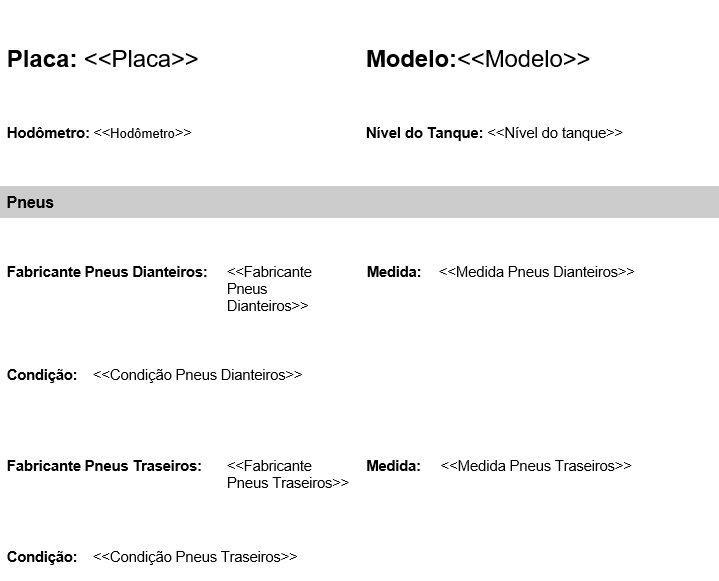 Placa: <<Placa>> Modelo:<<Modelo>>
Hodômetro: <<Hodômetro>> Nível do Tanque: <<Nível do tanque>>
Pneus
Fabricante Pneus Dianteiros: <<Fabricante Medida: <<Medida Pneus Dianteiros>>
Pneus
Dianteiros>>
Condição: <<Condição Pneus Dianteiros>>
Fabricante Pneus Traseiros: <<Fabricante Medida: <<Medida Pneus Traseiros>>
Pneus Traseiros>>
Condição: <<Condição Pneus Traseiros>>